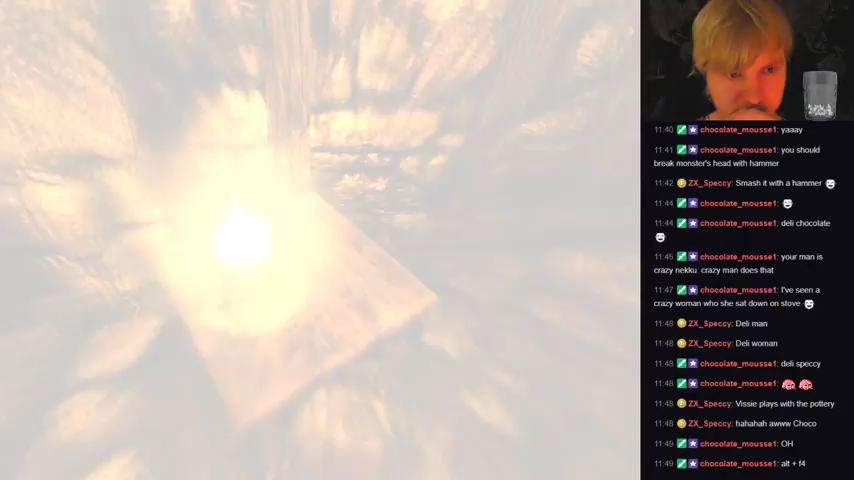 11:40 chocolate_mousse1: yaaay
11:41 chocolate_mousse1: you should
break monster's head with hammer
11:42 ZX_Speccy: Smash it with a hammer
11:44 chocolate_mousse1:
11:44 chocolate_mousse1: deli chocolate
11:45 chocolate_mousse1: your man is
crazy nekku. crazy man does that
11:47 chocolate_mousse1: I've seen a
crazy woman who she sat down on stove
11:48 ZX_Speccy: Deli man
11:48 ZX_Speccy: Deli woman
11:48 chocolate_mousse1: deli speccy
11:48 chocolate_mousse1:
11:48 ZX_Speccy: Vissie plays with the pottery
11:48 ZX_Speccy: hahahah awww Choco
11:49 chocolate_mousse1: OH
11:49 chocolate_mousse1: alt + f4